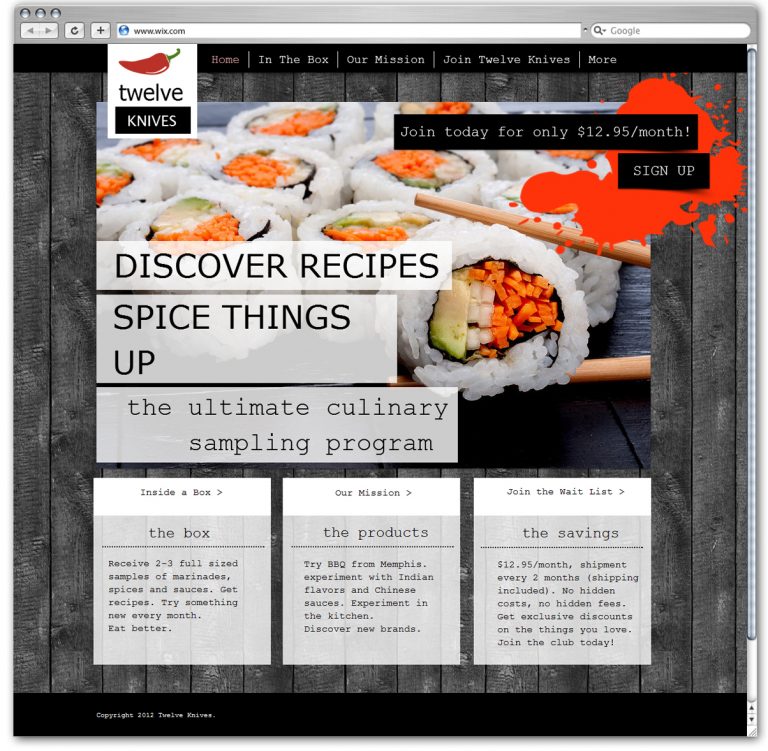 www.wix.com
Google
twelve
KNIVES
Home
In The Box
Our Mission
Join Twelve Knives
More
Join today for only $12.95/month!
SIGN UP
DISCOVER RECIPES
SPICE THINGS
UP
the ultimate culinary
sampling program
Inside a Box >
the box
Receive 2-3 full sized
samples of marinades,
spices and sauces. Get
recipes. Try something
new every month.
Eat better.
Our Mission >
the products
Try BBQ from Memphis.
experiment with Indian
flavors and Chinese
sauces. Experiment in
the kitchen.
Discover new brands.
Join the Wait List >
the savings
$12.95/month, shipment
every 2 months (shipping
included). No hidden
costs, no hidden fees.
Get exclusive discounts
on the things you love.
Join the club today!
Copyright 2012 Twelve Knives.